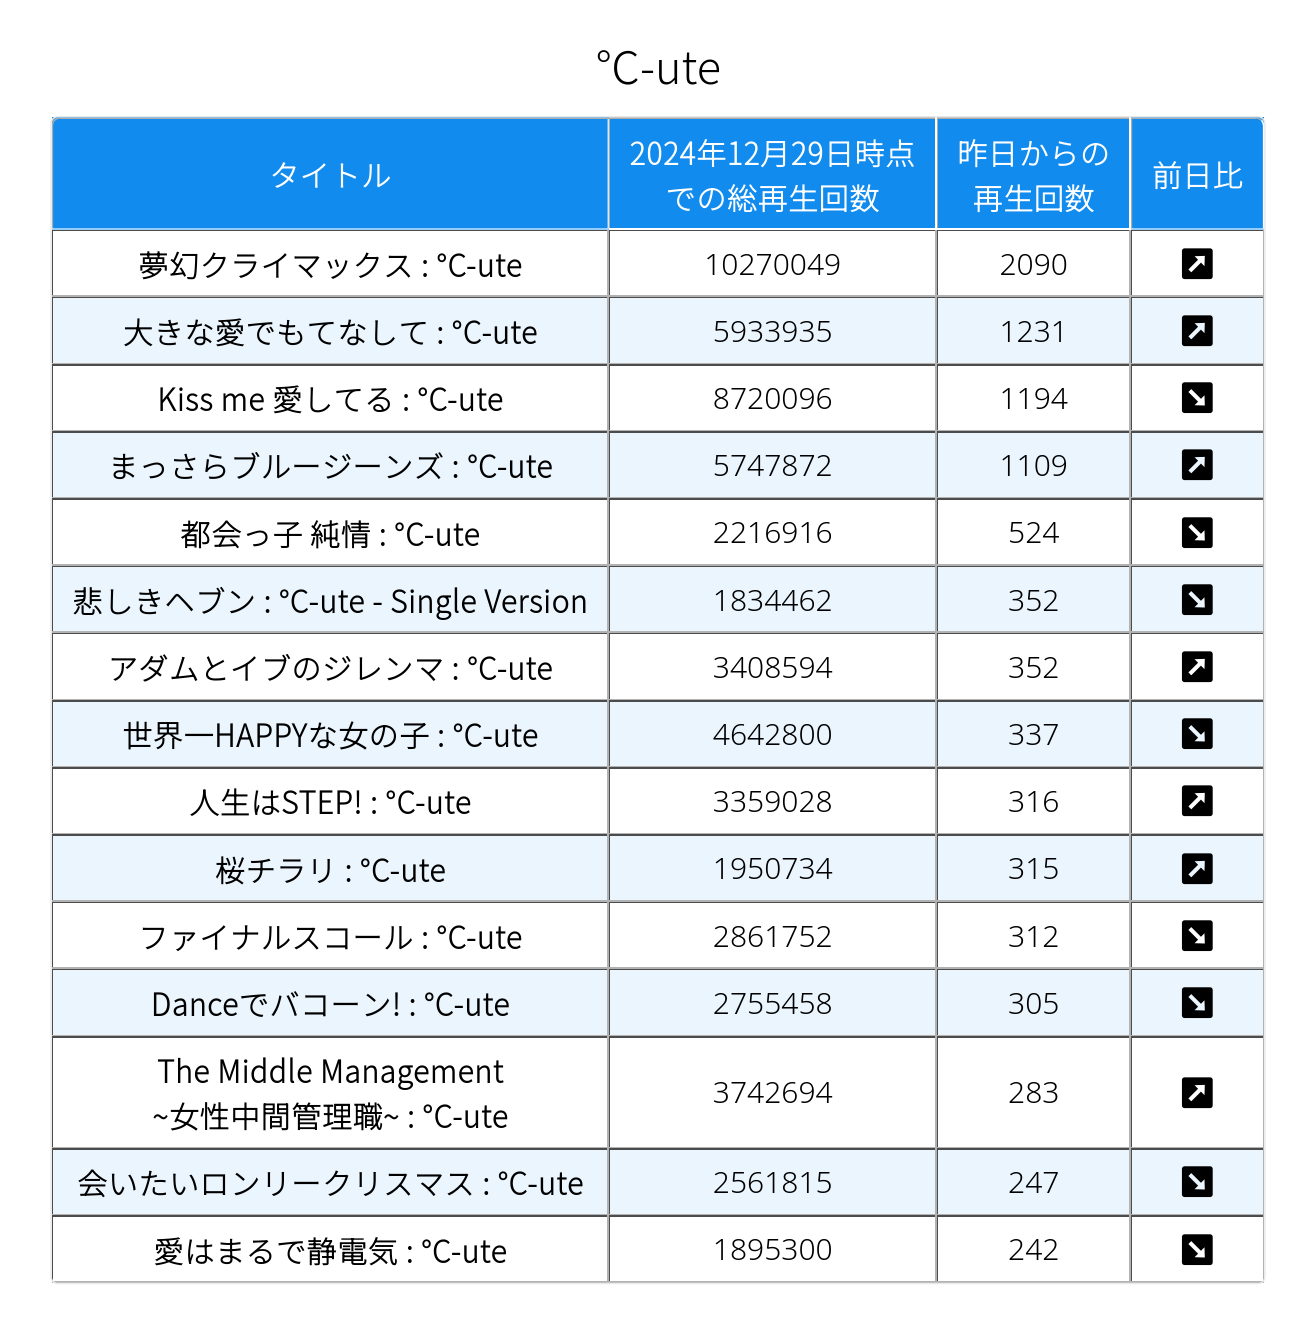 ℃-ute
タイトル
2024年12月29日時点
での総再生回数
昨日からの
再生回数
前日比
夢幻クライマックス : ℃-ute 10270049 2090 ↗
大きな愛でもてなして : ℃-ute 5933935 1231 ↗
Kiss me 愛してる : ℃-ute 8720096 1194 ↘
まっさらブルージーンズ : ℃-ute 5747872 1109 ↗
都会っ子 純情 : ℃-ute 2216916 524 ↘
悲しきヘブン : ℃-ute - Single Version 1834462 352 ↘
アダムとイブのジレンマ : ℃-ute 3408594 352 ↗
世界一HAPPYな女の子 : ℃-ute 4642800 337 ↘
人生はSTEP! : ℃-ute 3359028 316 ↗
桜チラリ : ℃-ute 1950734 315 ↗
ファイナルスコール : ℃-ute 2861752 312 ↘
Danceでバコーン! : ℃-ute 2755458 305 ↘
The Middle Management
~女性中間管理職~ : ℃-ute 3742694 283 ↗
会いたいロンリークリスマス : ℃-ute 2561815 247 ↘
愛はまるで静電気 : ℃-ute 1895300 242 ↘